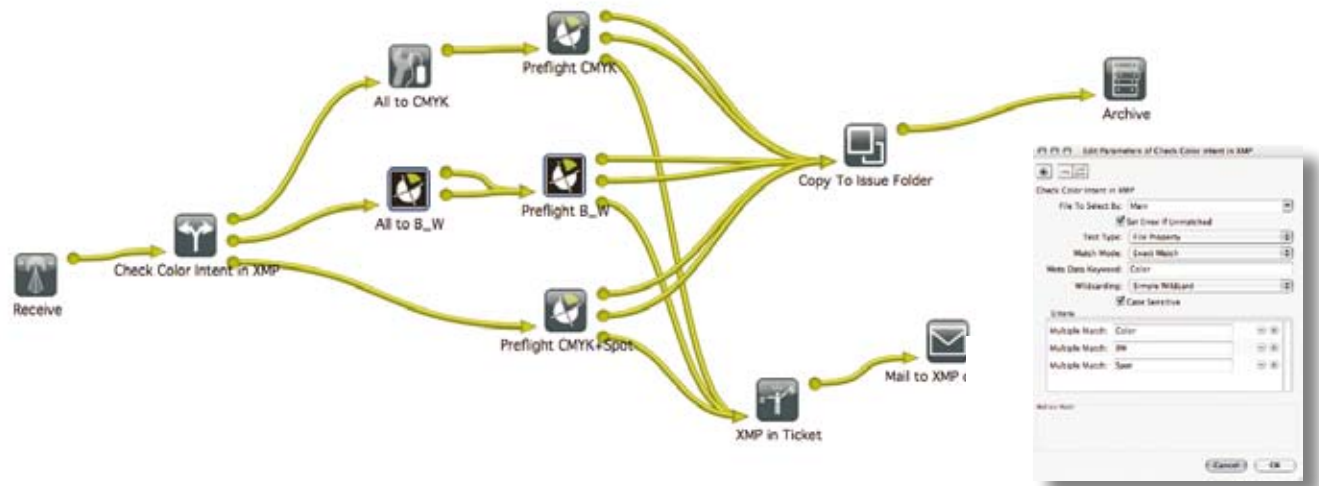 Preflight CMYK
All to CMYK
Archive
Copy To Issue Folder
Preflight B_W
All to B_W
Check Color Intent in XMP
Receive
Preflight CMYK+Spot
Mail to XMP
XMP in Ticket
Edit Parameters of Check Color Intent in XMP
Check Color Intent in XMP
File To Select By: Main
Set Error If Unmatched
Test Type: File Property
Match Mode: Exact Match
Meta Data Keyword: Color
Wildcarding: Simple Wildcard
Case Sensitive
Criteria
Multiple Match: Color
Multiple Match: BW
Multiple Match: Spot
Cancel OK